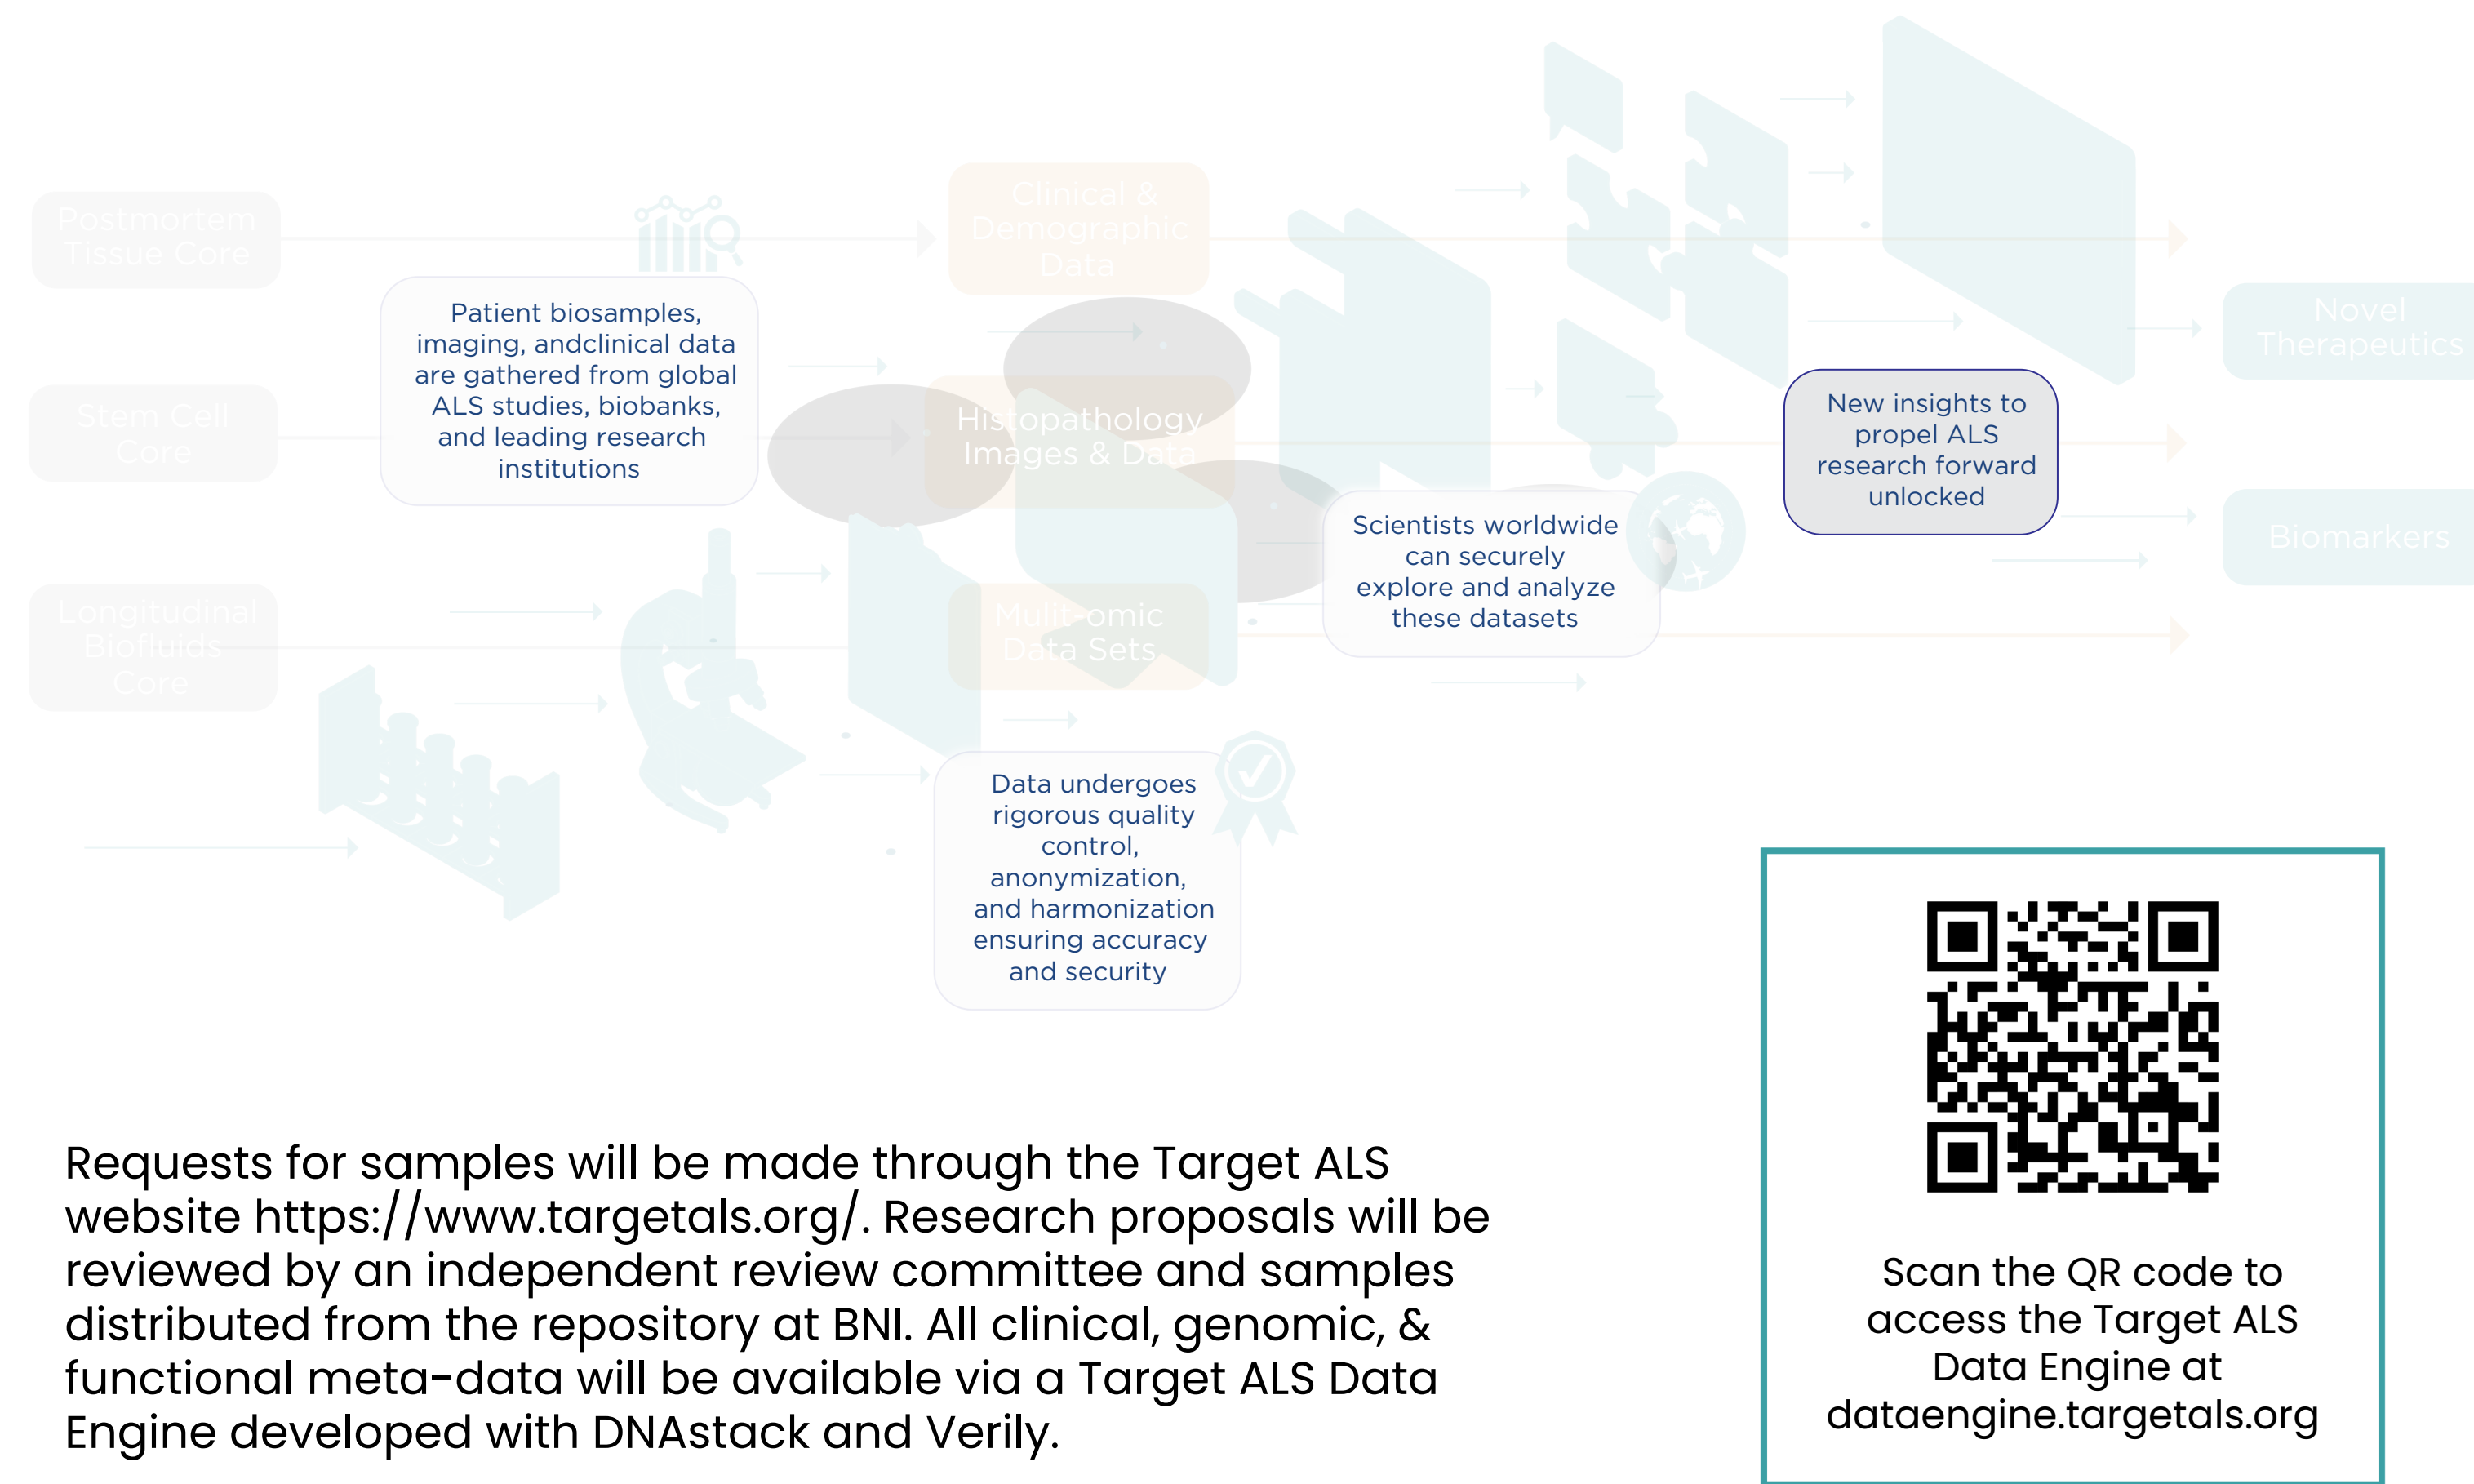 Postmortem
Tissue Core
Clinical &
Demographic
Data
Patient biosamples,
imaging, andclinical data
are gathered from global
ALS studies, biobanks,
and leading research
institutions
Novel
Therapeutics
Stem Cell
Core
Histopathology
Images & Data
New insights to
propel ALS
research forward
unlocked
Scientists worldwide
can securely
explore and analyze
these datasets
Biomarkers
Longitudinal
Biofluids
Core
Mulit-omic
Data Sets
Data undergoes
rigorous quality
control,
anonymization,
and harmonization
ensuring accuracy
and security
Requests for samples will be made through the Target ALS
website https://www.targetals.org/. Research proposals will be
reviewed by an independent review committee and samples
distributed from the repository at BNI. All clinical, genomic, &
functional meta-data will be available via a Target ALS Data
Engine developed with DNAstack and Verily.
Scan the QR code to
access the Target ALS
Data Engine at
dataengine.targetals.org